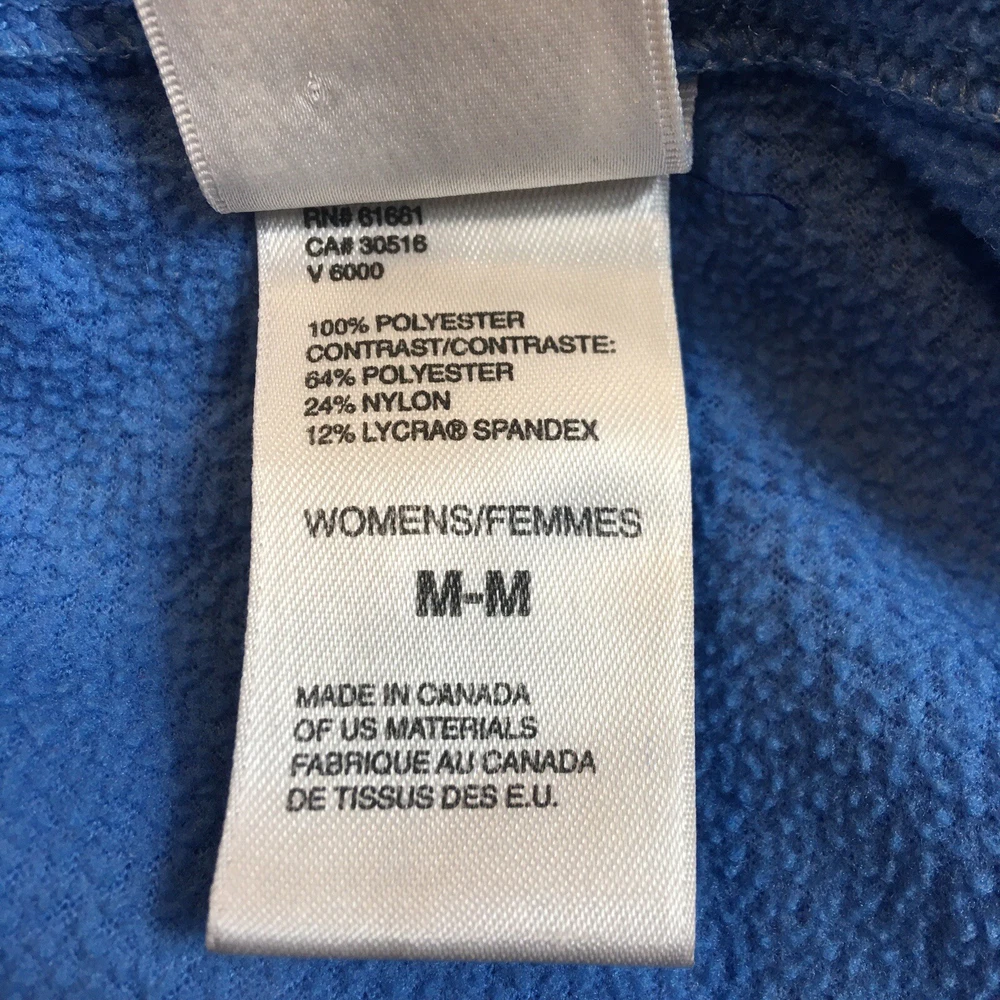 RN# 61661
CA# 30516
V 6000
100% POLYESTER
CONTRAST/CONTRASTE:
64% POLYESTER
24% NYLON
12% LYCRA® SPANDEX
WOMENS/FEMMES
M-M
MADE IN CANADA
OF US MATERIALS
FABRIQUE AU CANADA
DE TISSUS DES E.U.